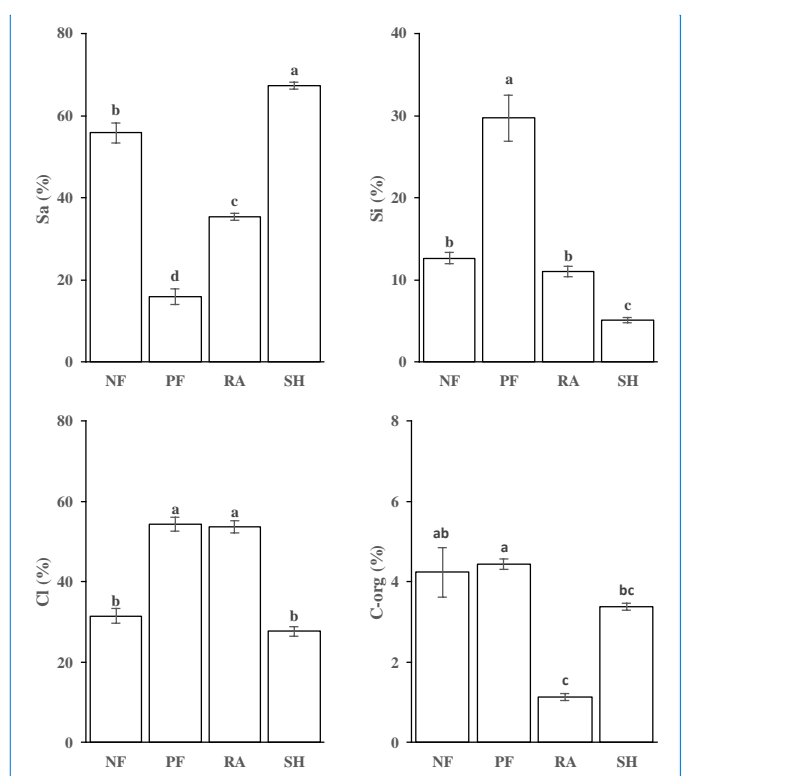 80
60
40
20
0
Sa (%)
b
d
c
a
NF PF RA SH
40
30
20
10
0
Si (%)
b
a
b
c
NF PF RA SH
80
60
40
20
0
Cl (%)
b
a
a
b
NF PF RA SH
8
6
4
2
0
C-org (%)
ab
a
c
bc
NF PF RA SH